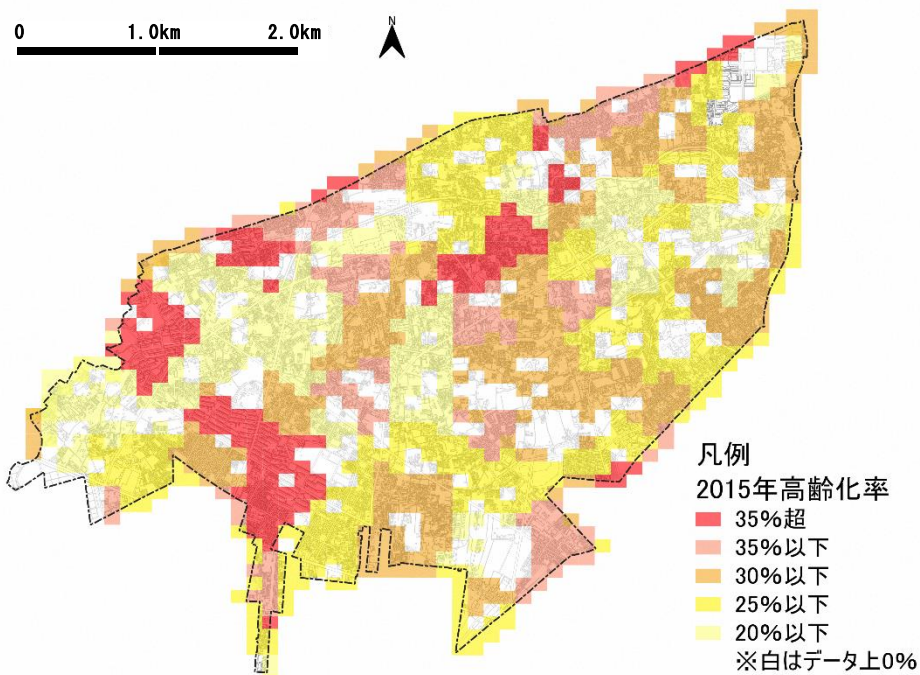 0 1.0km 2.0km
N
凡例
2015年高齢化率
35%超
35%以下
30%以下
25%以下
20%以下
※白はデータ上0%